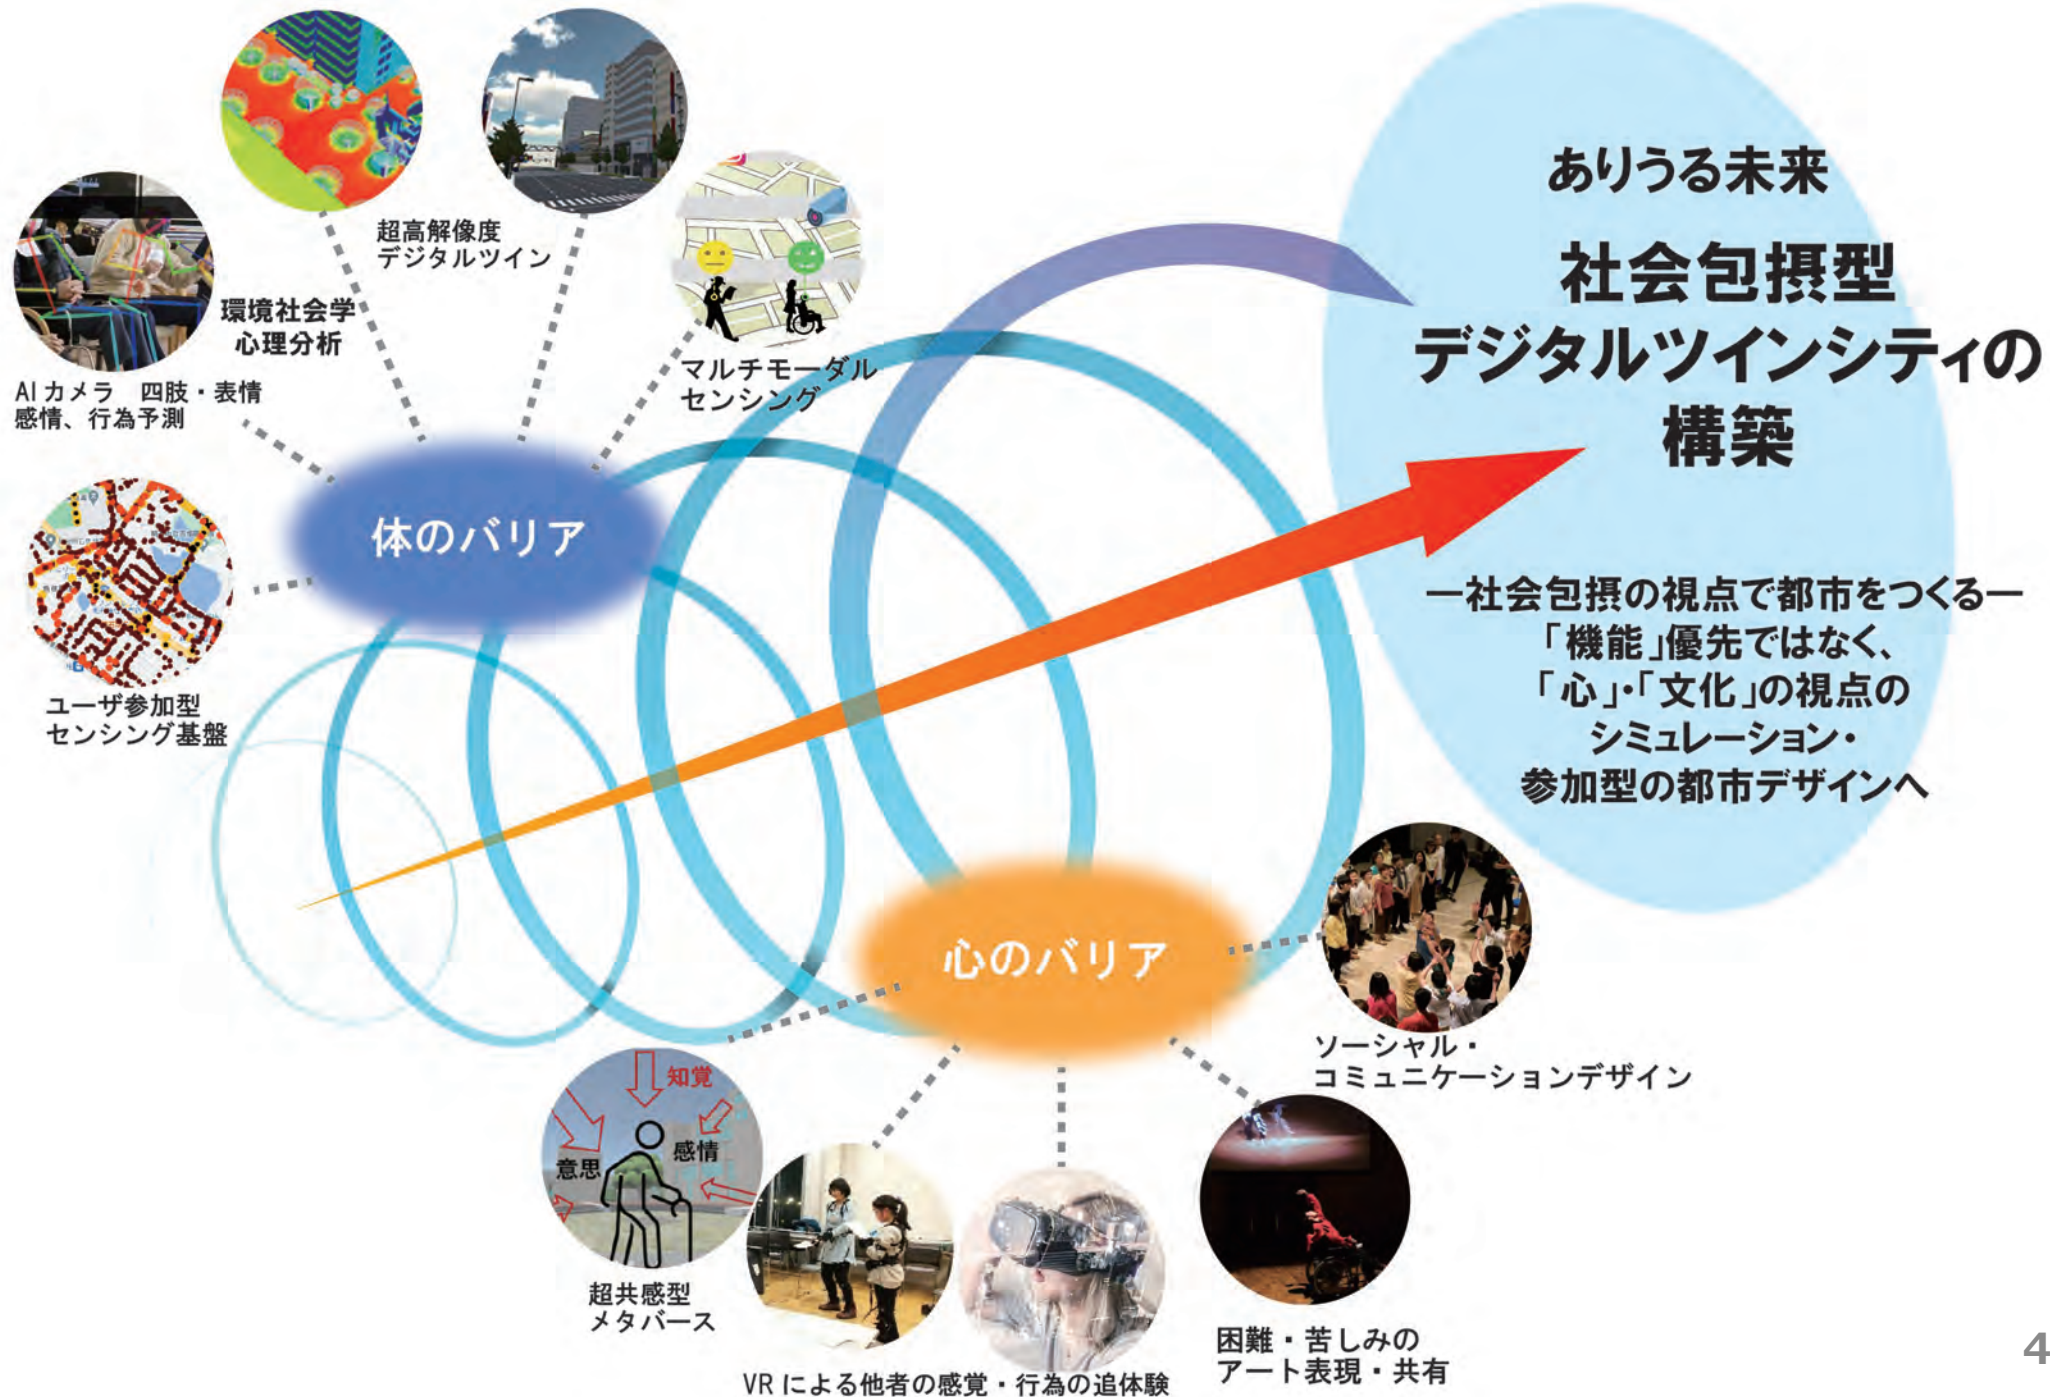 超高解像度
デジタルツイン
環境社会学
心理分析
AIカメラ　四肢・表情
感情、行為予測
マルチモーダル
センシング
体のバリア
ユーザ参加型
センシング基盤
ありうる未来
社会包摂型
デジタルツインシティの
構築
―社会包摂の視点で都市をつくる―
「機能」優先ではなく、
「心」・「文化」の視点の
シミュレーション・
参加型の都市デザインへ
心のバリア
ソーシャル・
コミュニケーションデザイン
知覚
感情
意思
超共感型
メタバース
VRによる他者の感覚・行為の追体験
困難・苦しみの
アート表現・共有
4